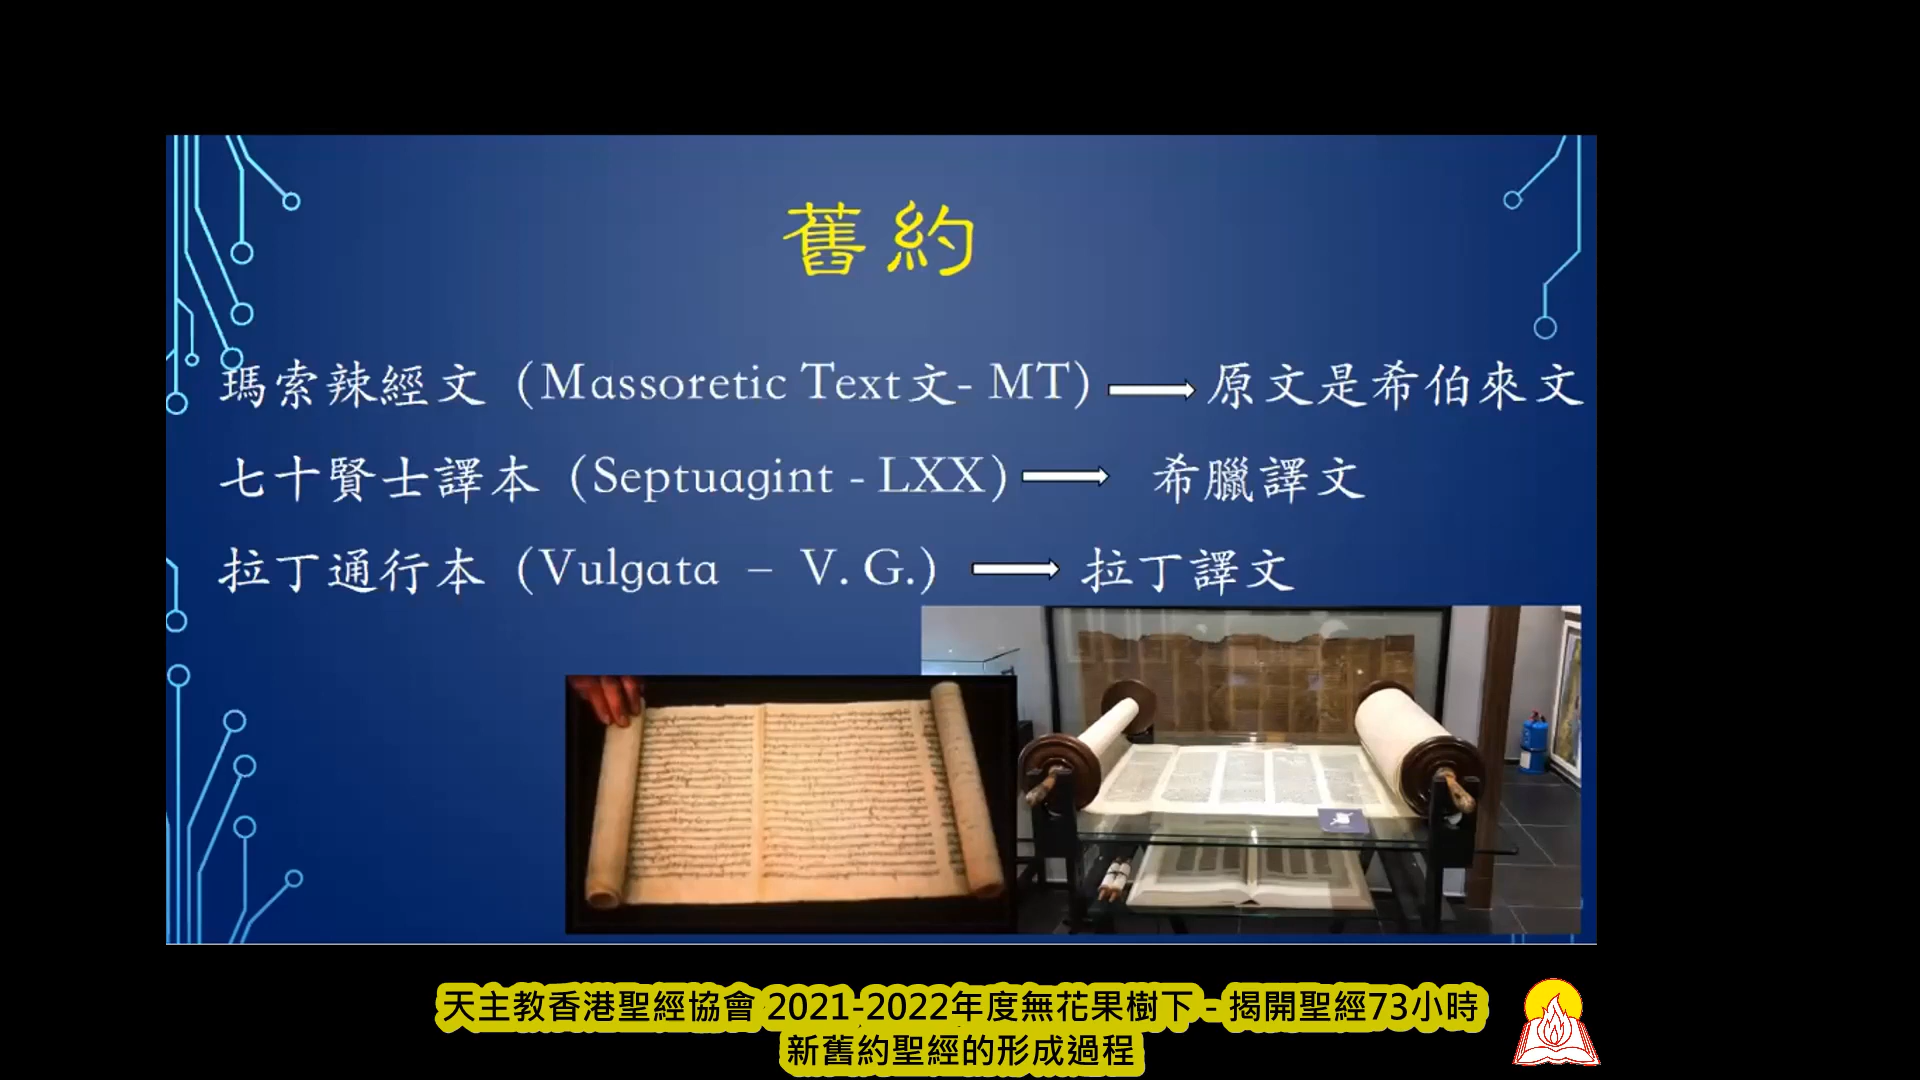 舊約
瑪索辣經文（Massoretic Text文- MT） 原文是希伯來文
七十賢士譯本（Septuagint - LXX） 希臘譯文
拉丁通行本（Vulgata – V. G.） 拉丁譯文
天主教香港聖經協會 2021-2022年度無花果樹下 - 揭開聖經73小時
新舊約聖經的形成過程